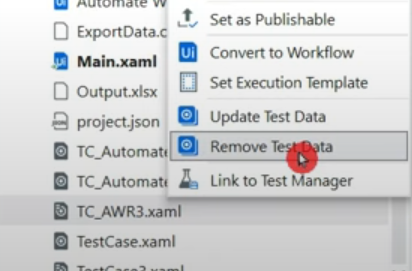 Automate W
ExportData.c
Main.xaml
Output.xlsx
project.json
TC_Automate
TC_Automate
TC_AWR3.xaml
TestCase.xaml
TestCase3.xaml
Set as Publishable
Convert to Workflow
Set Execution Template
Update Test Data
Remove Test Data
Link to Test Manager